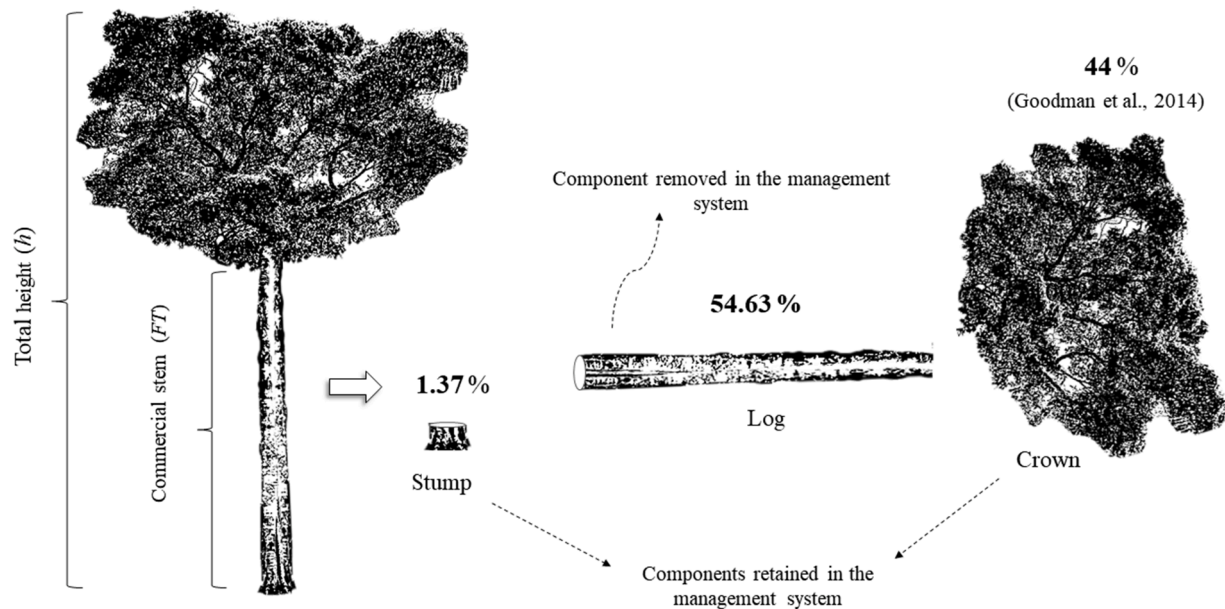 Total height (h)
Commercial stem (FT)
1.37 %
Stump
Component removed in the management
system
54.63 %
Log
44 %
(Goodman et al., 2014)
Crown
Components retained in the
management system